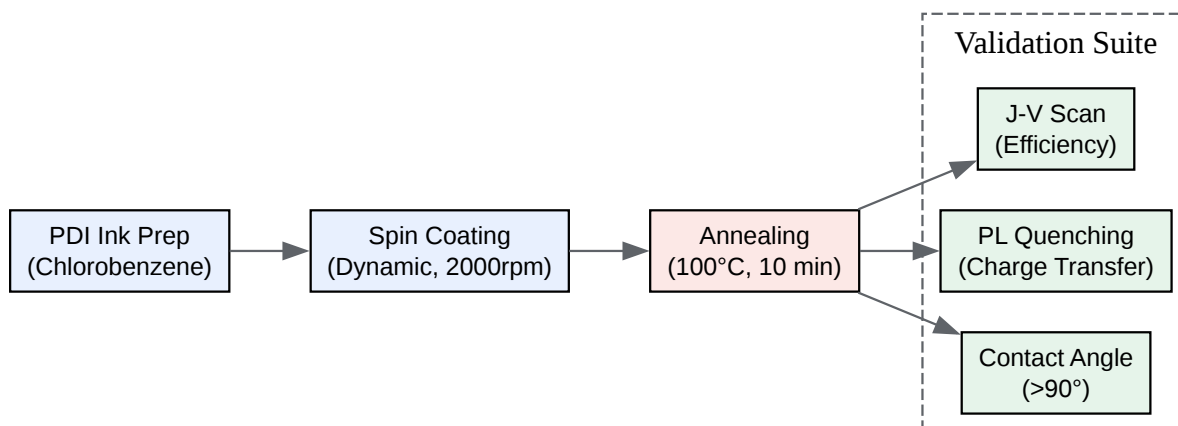 Validation Suite
J-V Scan
(Efficiency)
PDI Ink Prep
(Chlorobenzene)
Spin Coating
(Dynamic, 2000rpm)
Annealing
(100°C, 10 min)
PL Quenching
(Charge Transfer)
Contact Angle
(>90°)